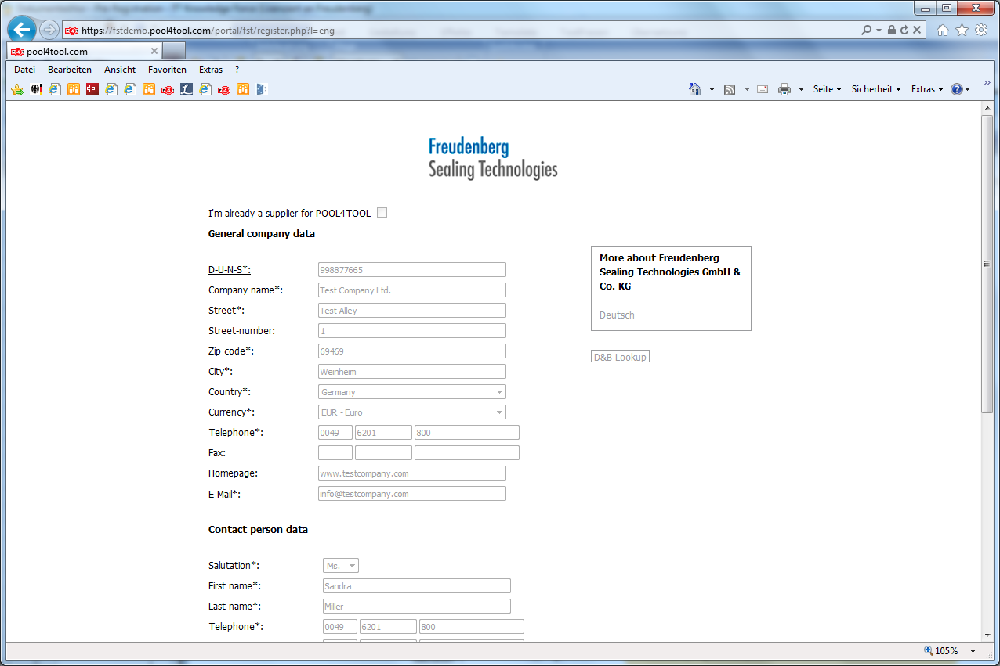 https://fstdemo.pool4tool.com/portal/fst/register.php?l=eng
pool4tool.com
Datei Bearbeiten Ansicht Favoriten Extras ?
Seite Sicherheit Extras
Freudenberg
Sealing Technologies
I'm already a supplier for POOL4TOOL
General company data
D-U-N-S*: 998877665
Company name*: Test Company Ltd.
Street*: Test Alley
Street-number: 1
Zip code*: 69469
City*: Weinheim
Country*: Germany
Currency*: EUR - Euro
Telephone*: 0049 6201 800
Fax:
Homepage: www.testcompany.com
E-Mail*: info@testcompany.com
More about Freudenberg
Sealing Technologies GmbH &
Co. KG
Deutsch
D&B Lookup
Contact person data
Salutation*: Ms.
First name*: Sandra
Last name*: Miller
Telephone*: 0049 6201 800
105%